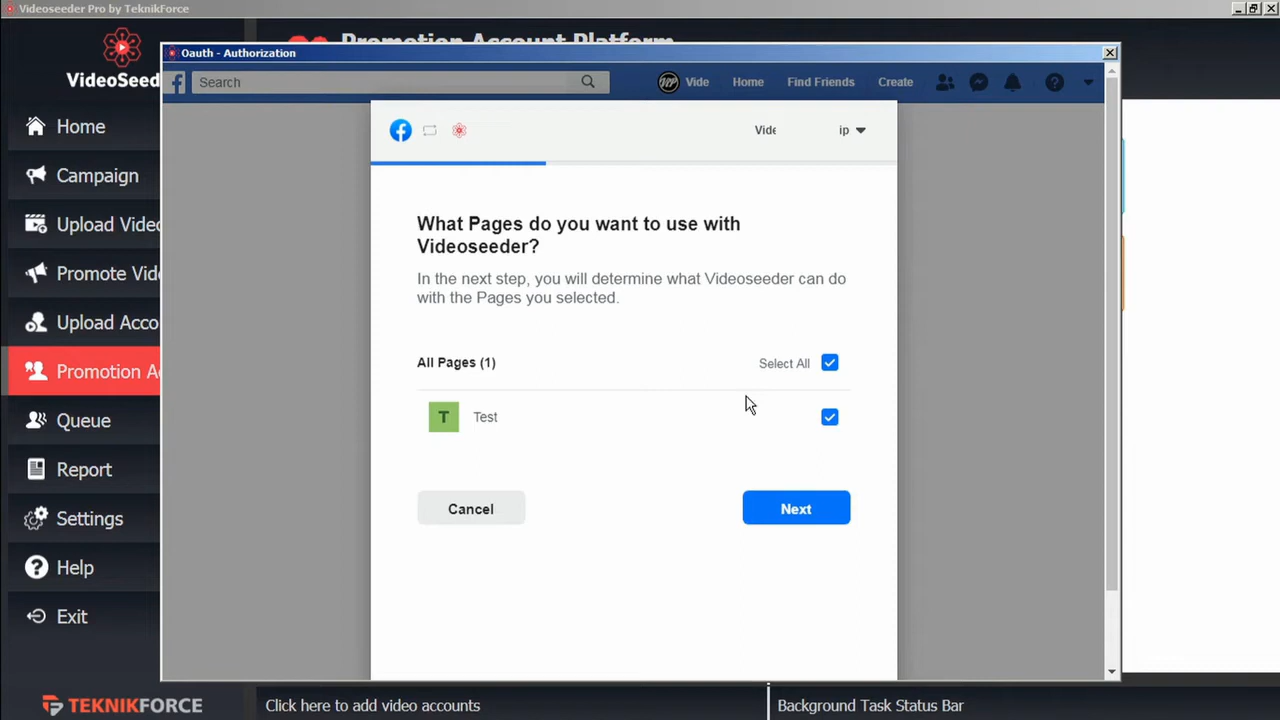 Videoseeder Pro by TeknikForce
Promotion Account Platform
VideoSeed
Home
Campaign
Upload Vide
Promote Vid
Upload Acco
Promotion A
Queue
Report
Settings
Help
Exit
TEKNIKFORCE
Oauth - Authorization
Search
Vide
Home
Find Friends
Create
Vide
ip
What Pages do you want to use with
Videoseeder?
In the next step, you will determine what Videoseeder can do
with the Pages you selected.
All Pages (1)
Select All
T
Test
Cancel
Next
Click here to add video accounts
Background Task Status Bar